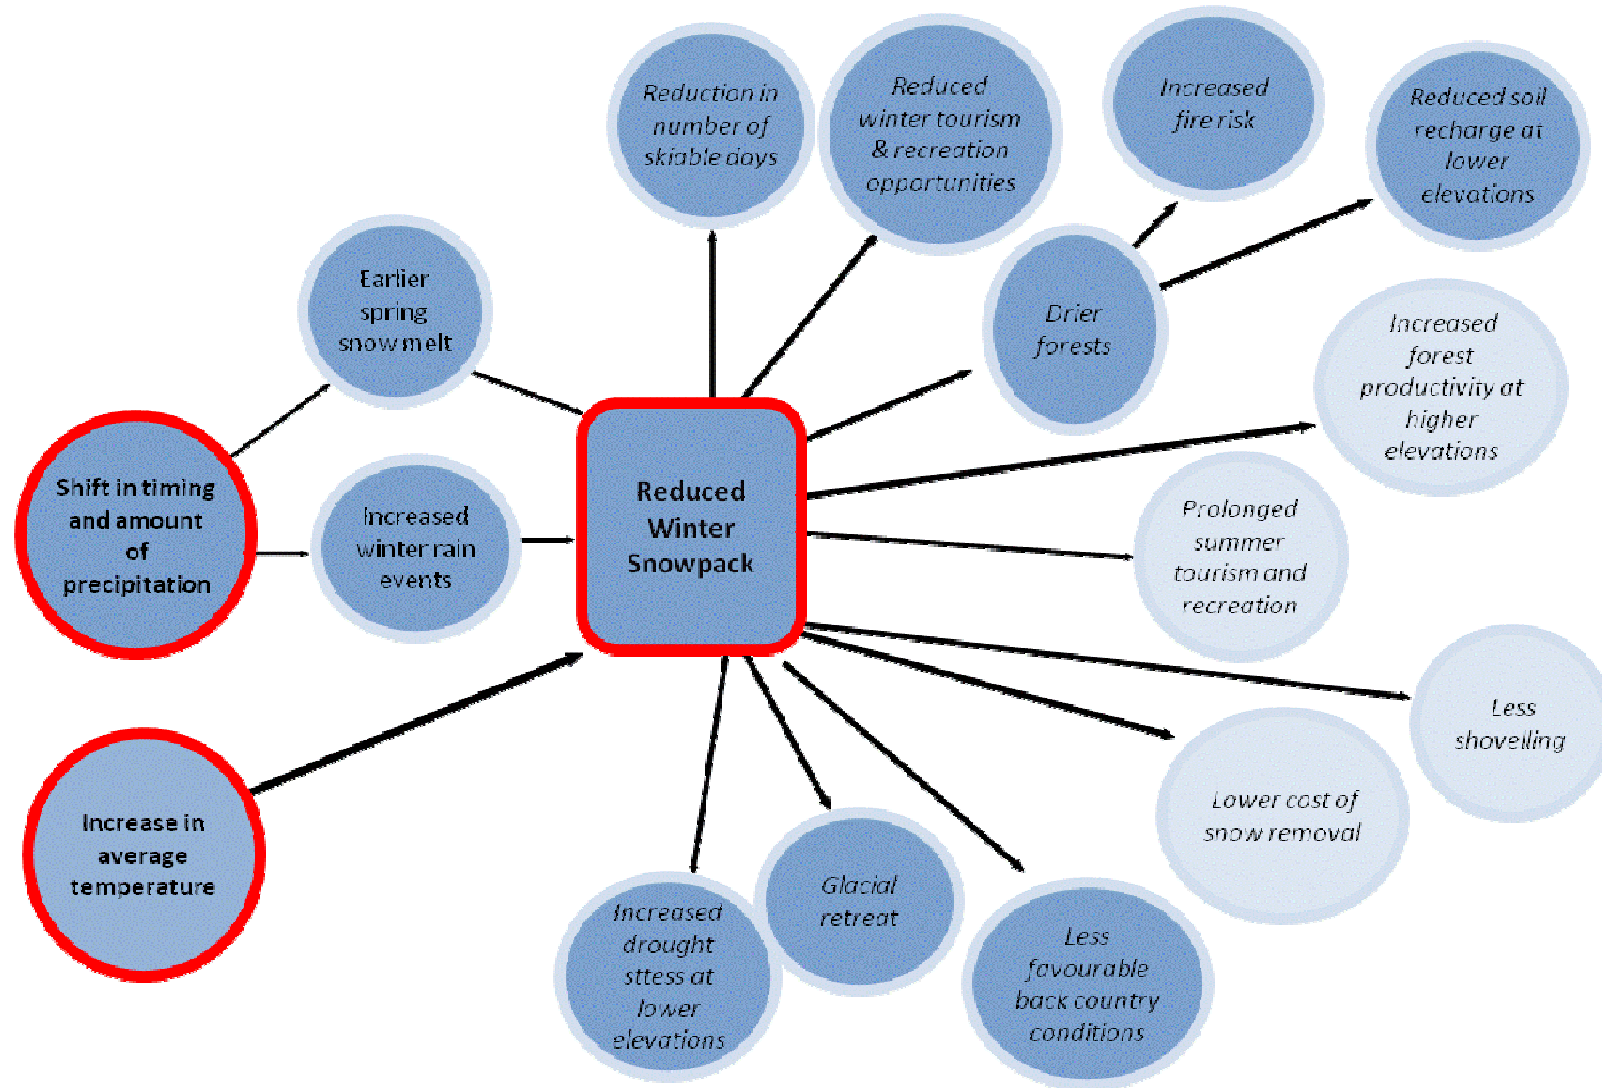 Reduction in
number of
skiable days
Reduced
winter tourism
& recreation
opportunities
Increased
fire risk
Reduced soil
recharge at
lower
elevations
Earlier
spring
snow melt
Drier
forests
Increased
forest
productivity at
higher
elevations
Shift in timing
and amount
of
precipitation
Increased
winter rain
events
Reduced
Winter
Snowpack
Prolonged
summer
tourism and
recreation
Less
shovelling
Lower cost of
snow removal
Increase in
average
temperature
Increased
drought
sttess at
lower
elevations
Glacial
retreat
Less
favourable
back country
conditions